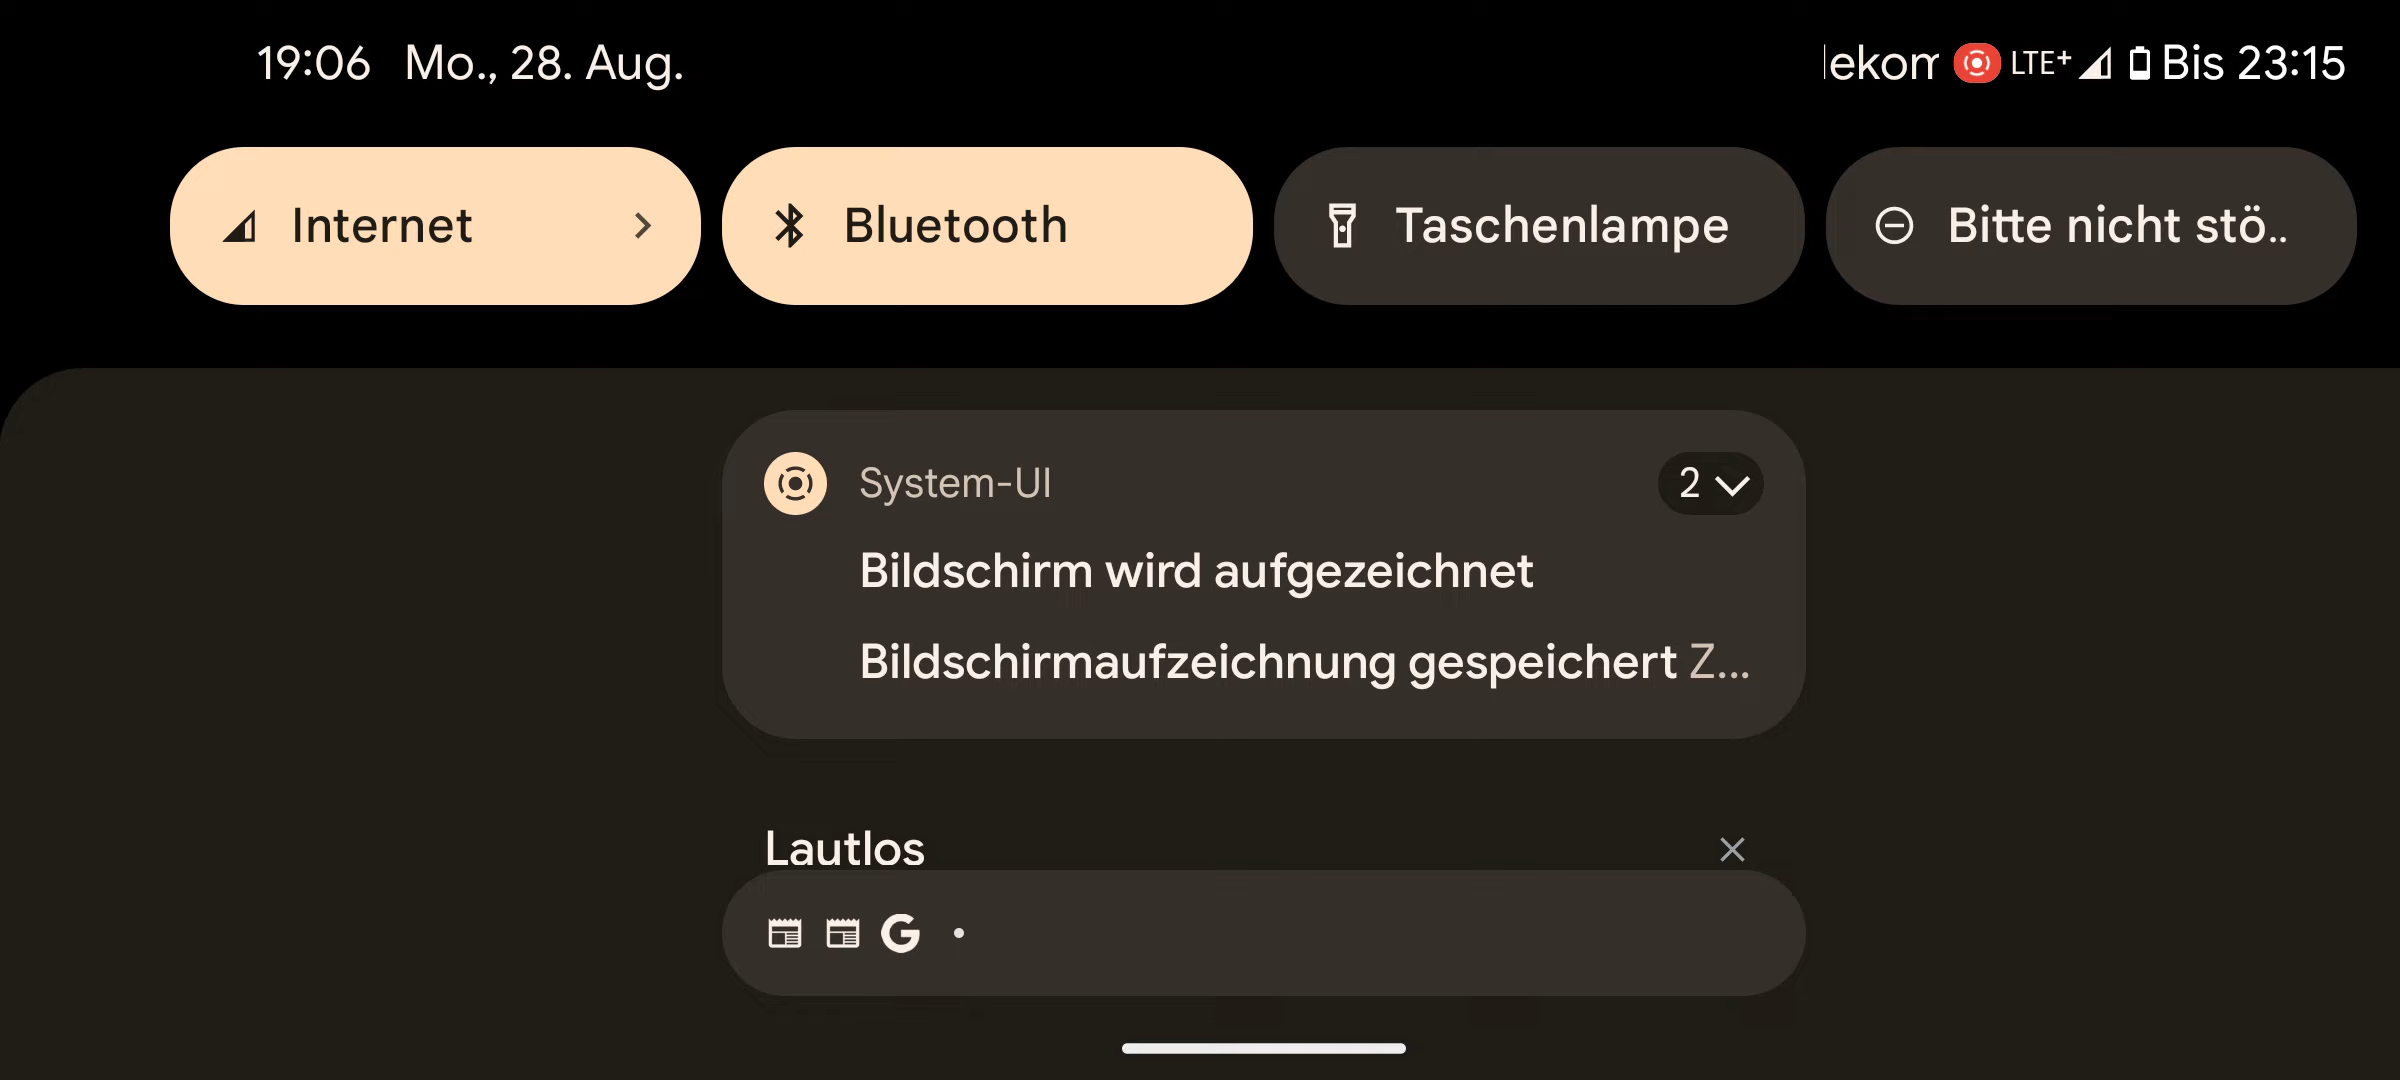 19:06 Mo., 28. Aug.
lekom LTE+ Bis 23:15
Internet
Bluetooth
Taschenlampe
Bitte nicht stö..
System-UI
2
Bildschirm wird aufgezeichnet
Bildschirmaufzeichnung gespeichert Z...
Lautlos
G